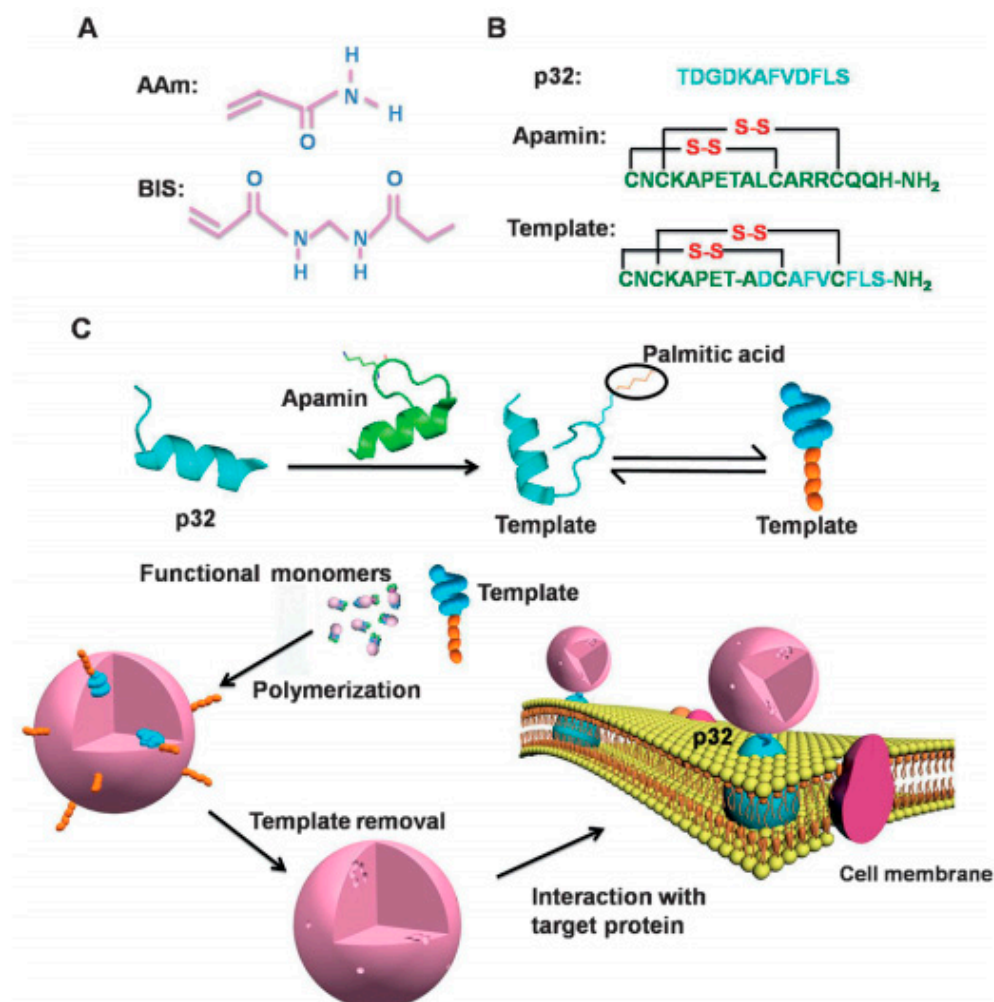 A
AAm:
H
N
H
O
BIS:
O
O
N
N
H
H
B
p32: TDGDKAFVDFLS
S-S
Apamin: S-S
CNCKAPETALCARRCQQH-NH₂
Template: S-S
S-S
CNCKAPET-ADCAFVCFLS-NH₂
C
Palmitic acid
Apamin
p32
Template
Template
Functional monomers
Template
Polymerization
p32
Template removal
Cell membrane
Interaction with
target protein